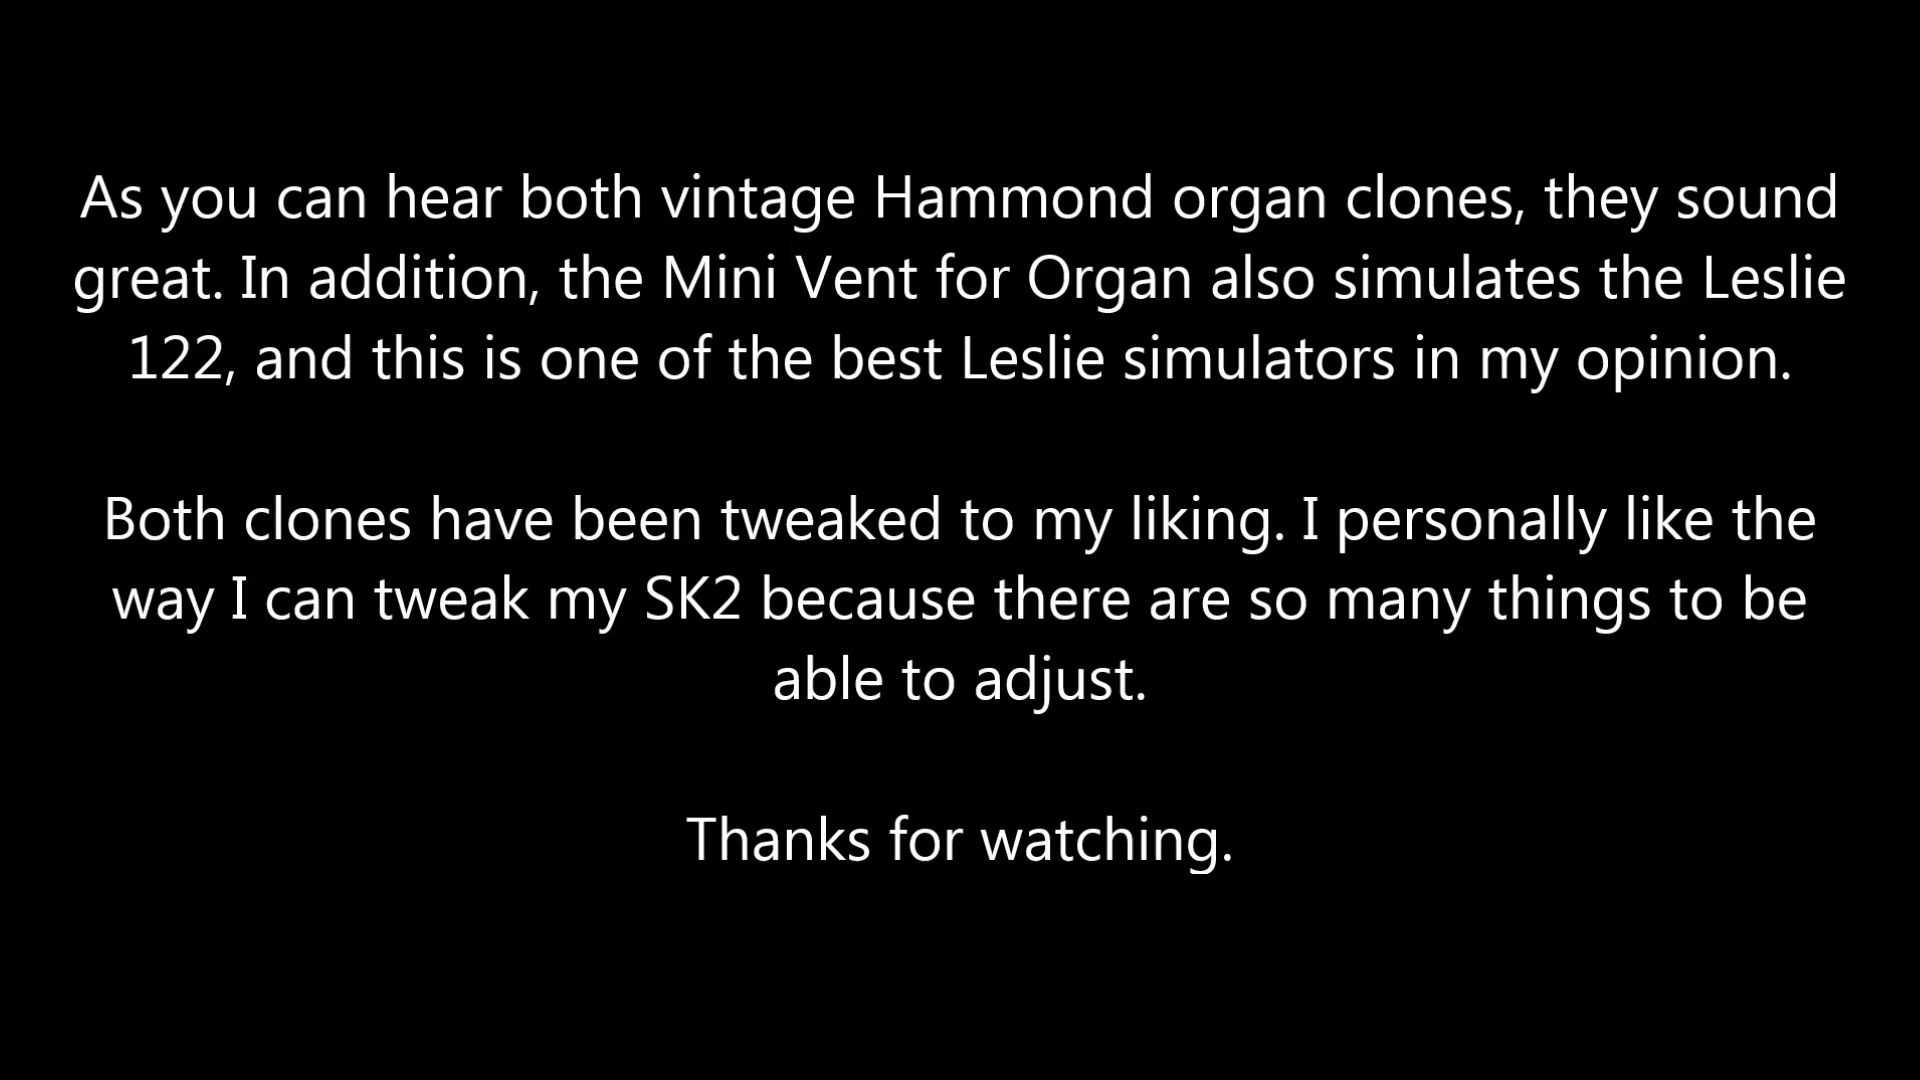 As you can hear both vintage Hammond organ clones, they sound
great. In addition, the Mini Vent for Organ also simulates the Leslie
122, and this is one of the best Leslie simulators in my opinion.
Both clones have been tweaked to my liking. I personally like the
way I can tweak my SK2 because there are so many things to be
able to adjust.
Thanks for watching.